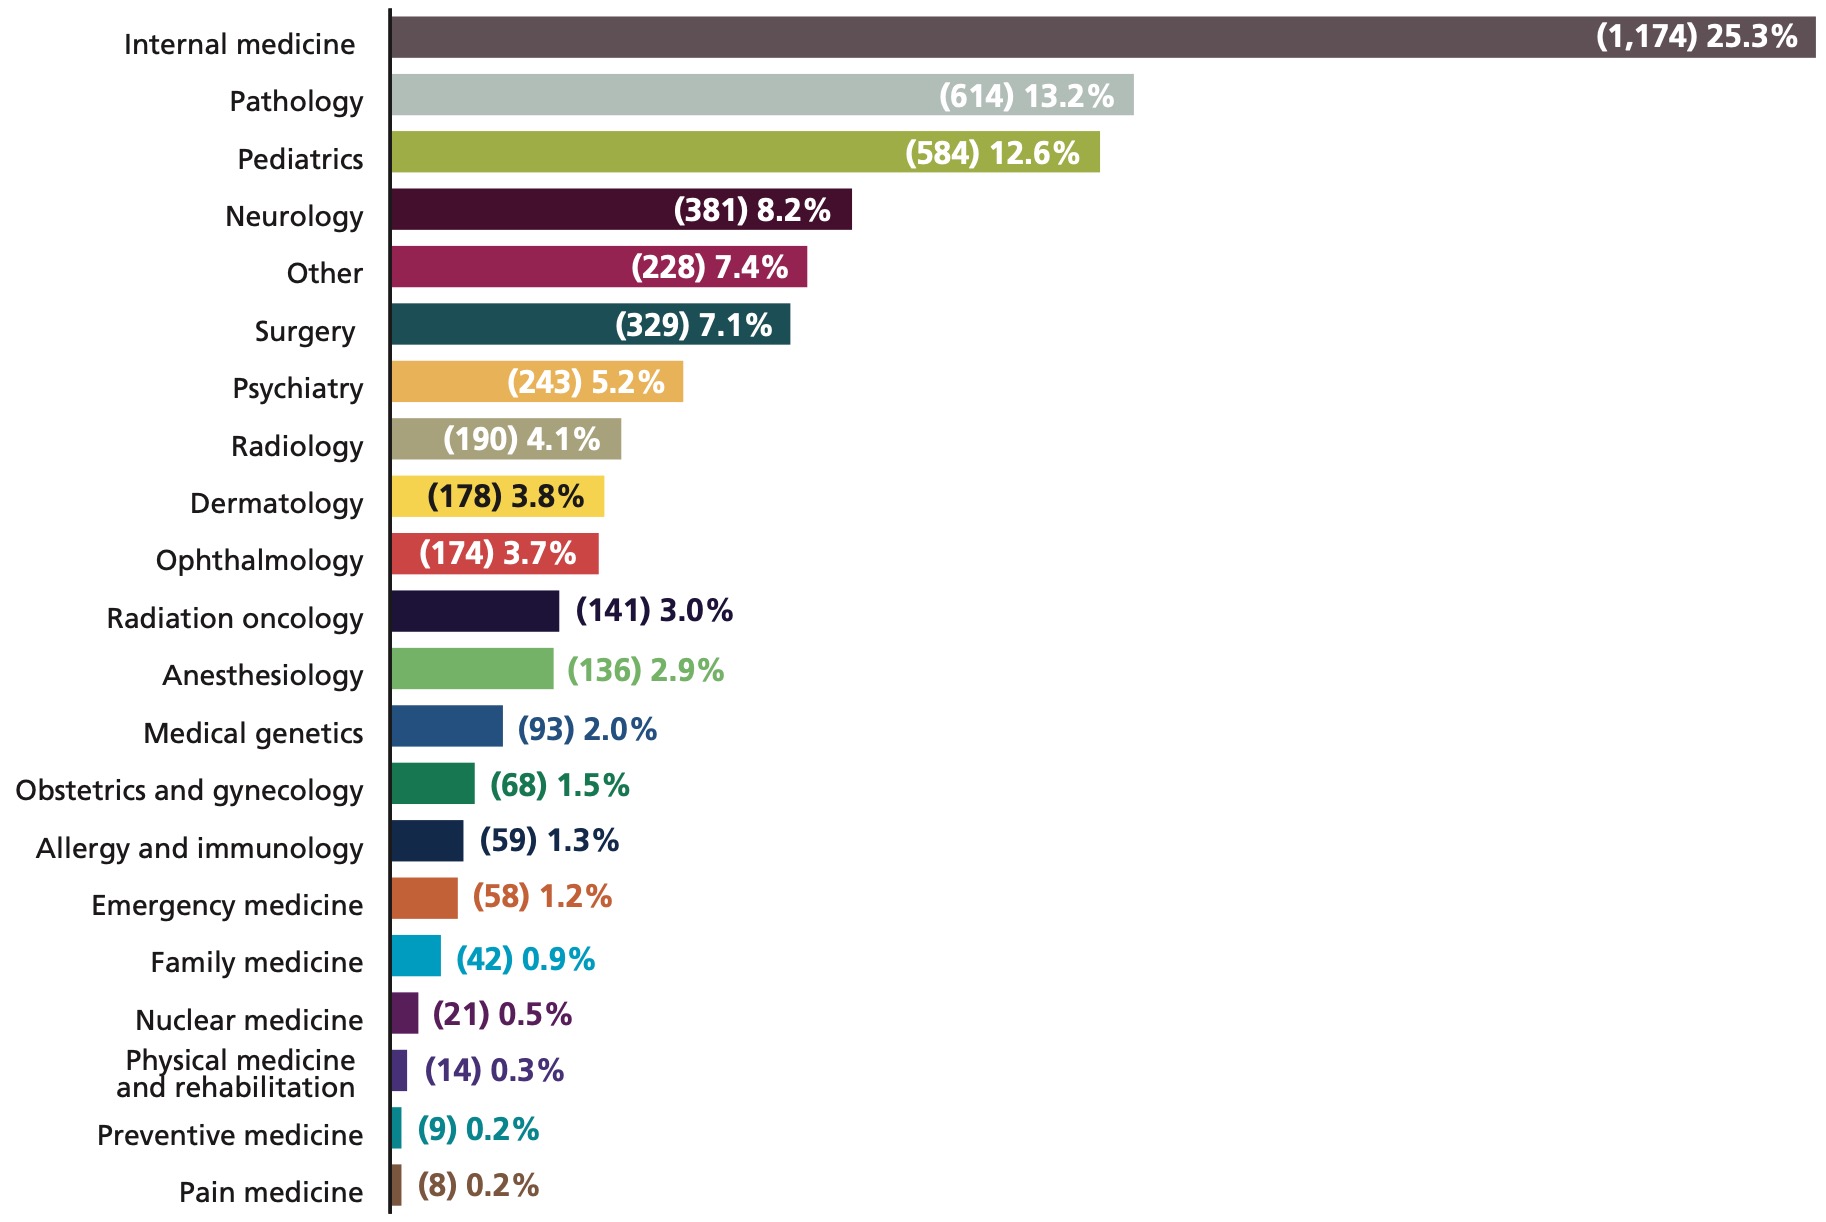 Internal medicine (1,174) 25.3%
Pathology (614) 13.2%
Pediatrics (584) 12.6%
Neurology (381) 8.2%
Other (228) 7.4%
Surgery (329) 7.1%
Psychiatry (243) 5.2%
Radiology (190) 4.1%
Dermatology (178) 3.8%
Ophthalmology (174) 3.7%
Radiation oncology (141) 3.0%
Anesthesiology (136) 2.9%
Medical genetics (93) 2.0%
Obstetrics and gynecology (68) 1.5%
Allergy and immunology (59) 1.3%
Emergency medicine (58) 1.2%
Family medicine (42) 0.9%
Nuclear medicine (21) 0.5%
Physical medicine
and rehabilitation (14) 0.3%
Preventive medicine (9) 0.2%
Pain medicine (8) 0.2%